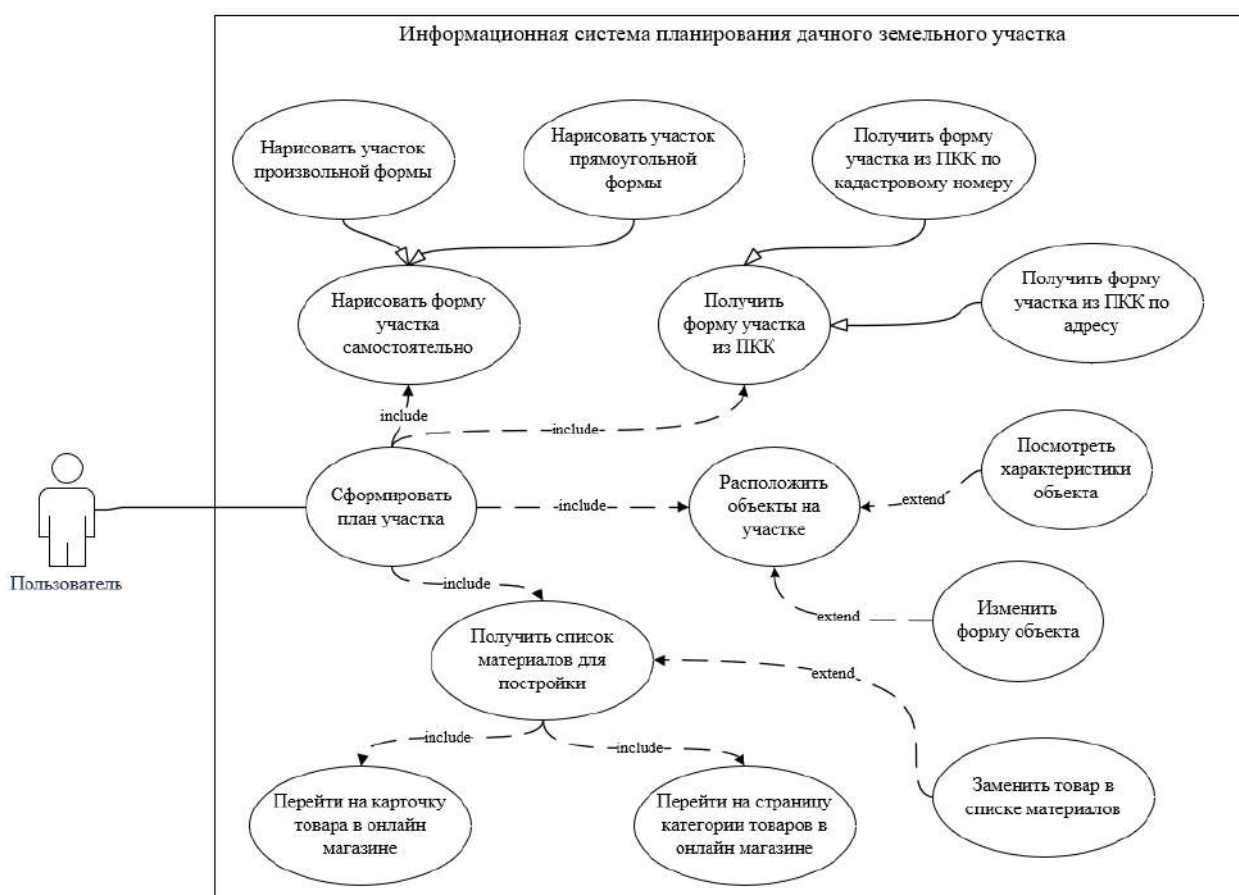 Информационная система планирования дачного земельного участка
Нарисовать участок
произвольной формы
Нарисовать участок
прямоугольной
формы
Получить форму
участка из ПКК по
кадастровому номеру
Нарисовать форму
участка
самостоятельно
Получить
форму участка
из ПКК
Получить форму
участка из ПКК по
адресу
include
include
Пользователь
Сформировать
план участка
include
Расположить
объекты на
участке
extend
Посмотреть
характеристики
объекта
include
extend
Изменить
форму объекта
Получить список
материалов для
постройки
extend
include
include
Перейти на карточку
товара в онлайн
магазине
Перейти на страницу
категории товаров в
онлайн магазине
Заменить товар в
списке материалов